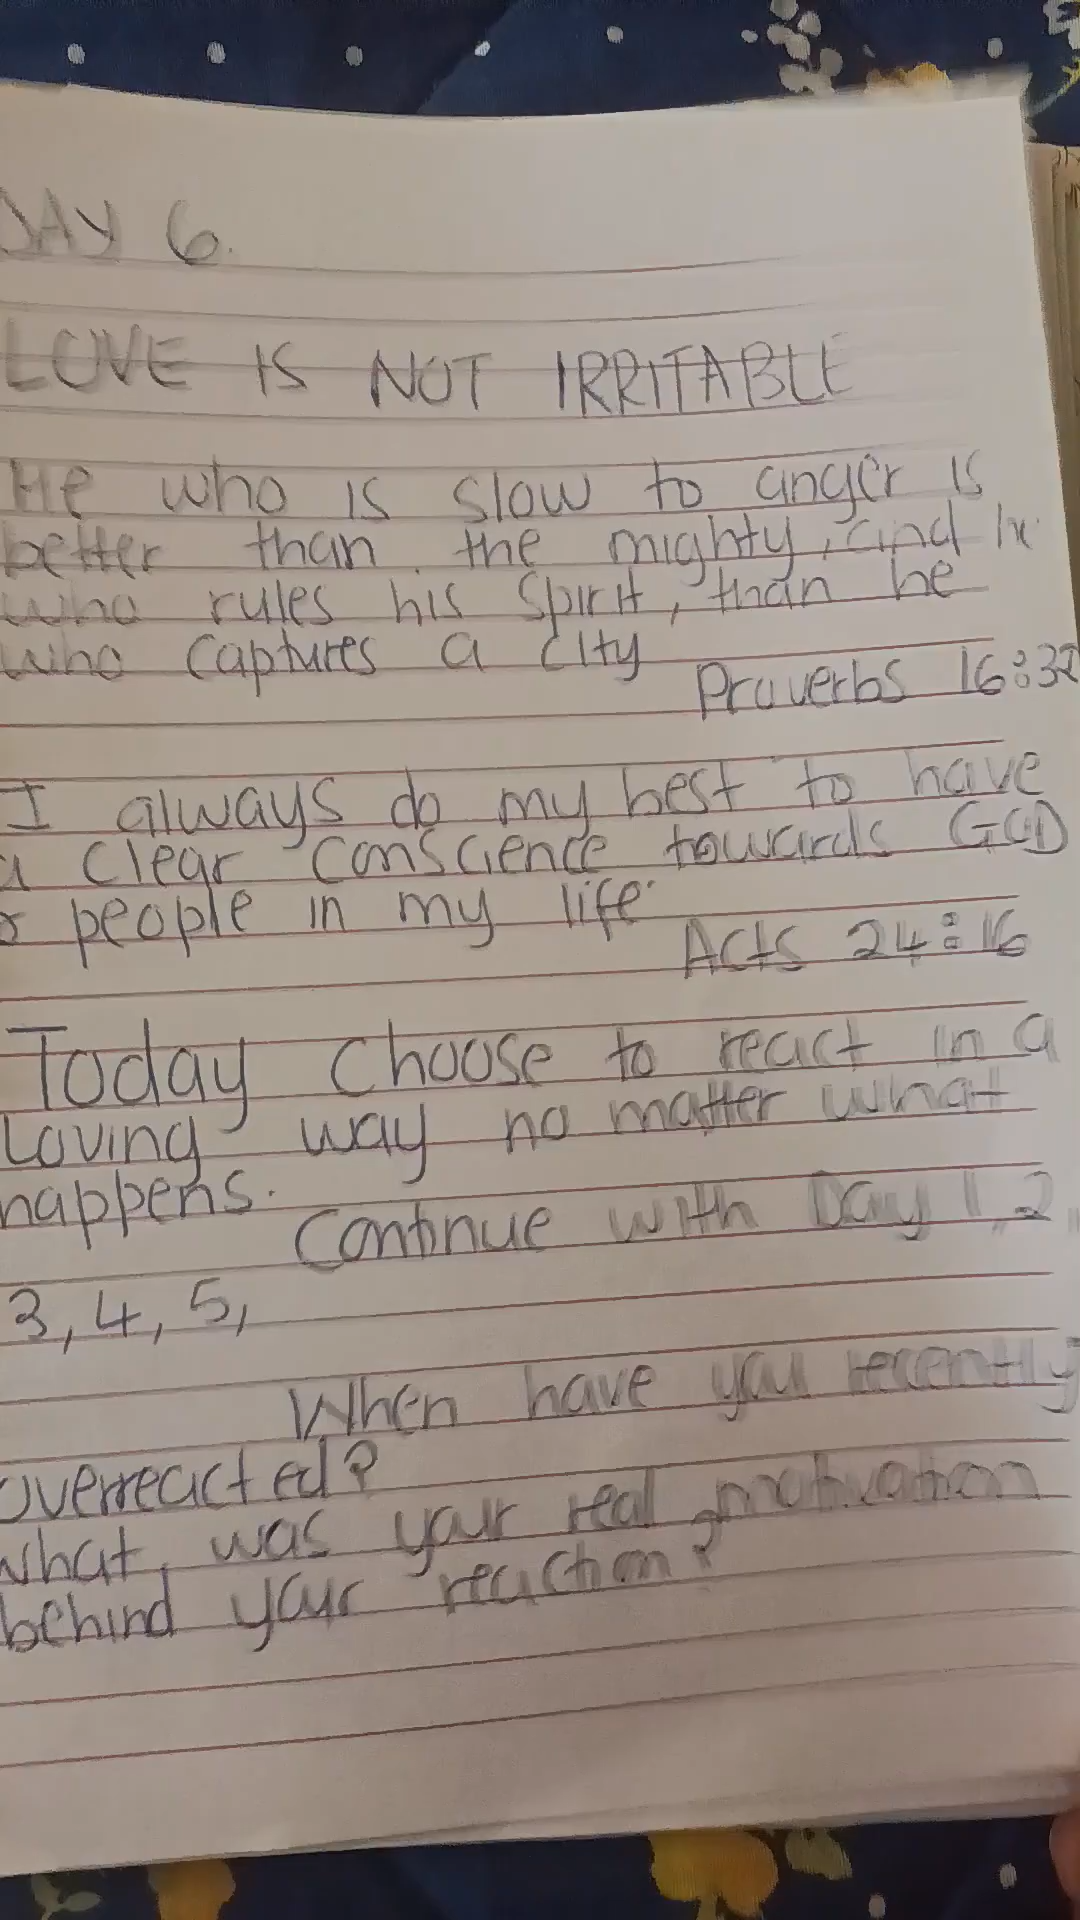 DAY 6.
LOVE IS NOT IRRITABLE
He who is slow to anger is
better than the mighty, and he
who rules his spirit, than he
who captures a city
Proverbs 16:32
I always do my best to have
a clear conscience towards GOD
& people in my life.
Acts 24:16
Today choose to react in a
Loving way no matter what
happens.
Continue with Day 1, 2,
3, 4, 5,
When have you recently
overreacted?
what was your real motivation
behind your reaction?